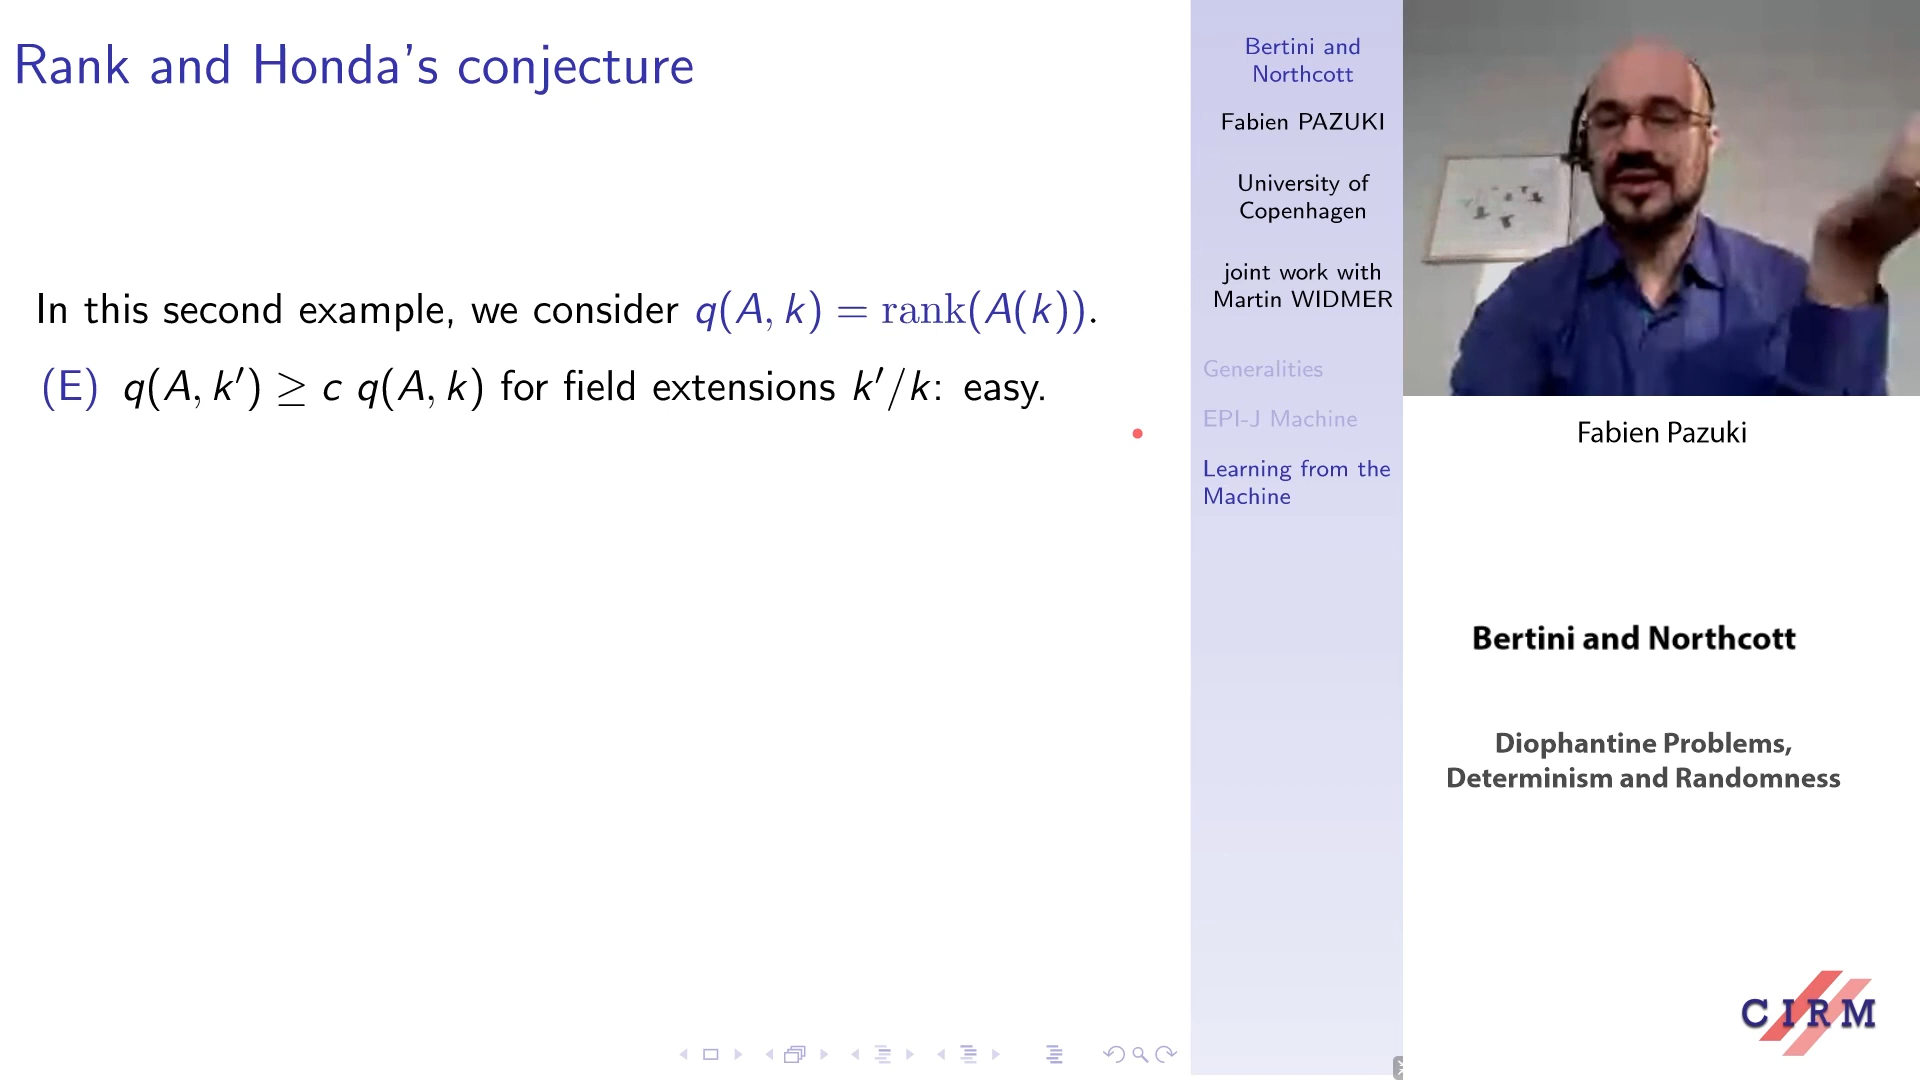 Rank and Honda's conjecture
In this second example, we consider q(A, k) = rank(A(k)).
(E) q(A, k′) ≥ c q(A, k) for field extensions k′/k: easy.
Bertini and
Northcott
Fabien PAZUKI
University of
Copenhagen
joint work with
Martin WIDMER
Generalities
EPI-J Machine
Learning from the
Machine
Fabien Pazuki
Bertini and Northcott
Diophantine Problems,
Determinism and Randomness
CIRM